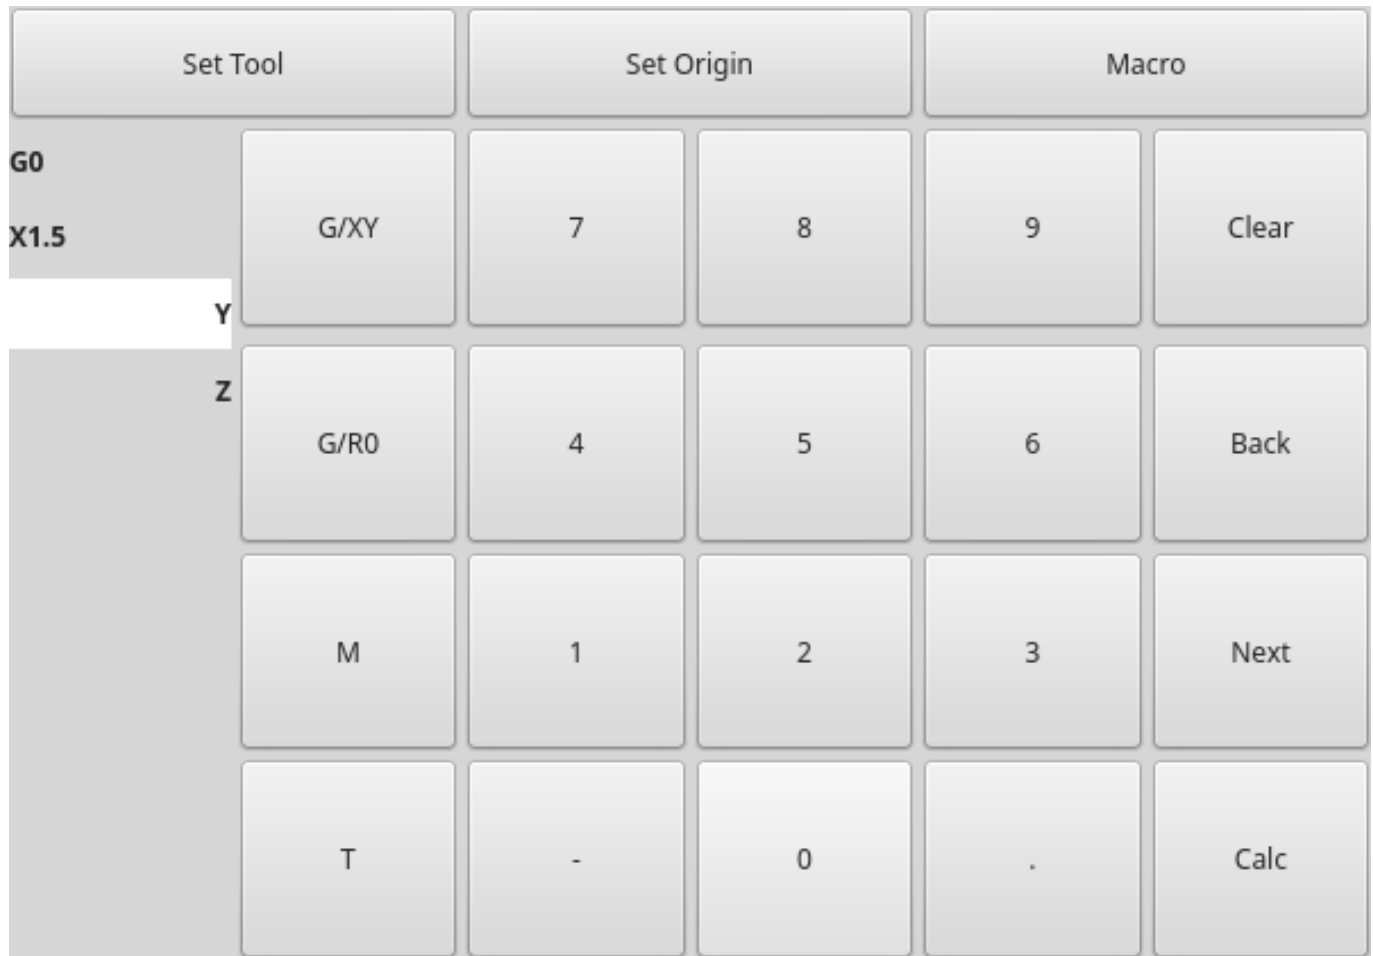 Set Tool Set Origin Macro
G0
X1.5
Y
Z
G/XY 7 8 9 Clear
G/R0 4 5 6 Back
M 1 2 3 Next
T - 0 . Calc